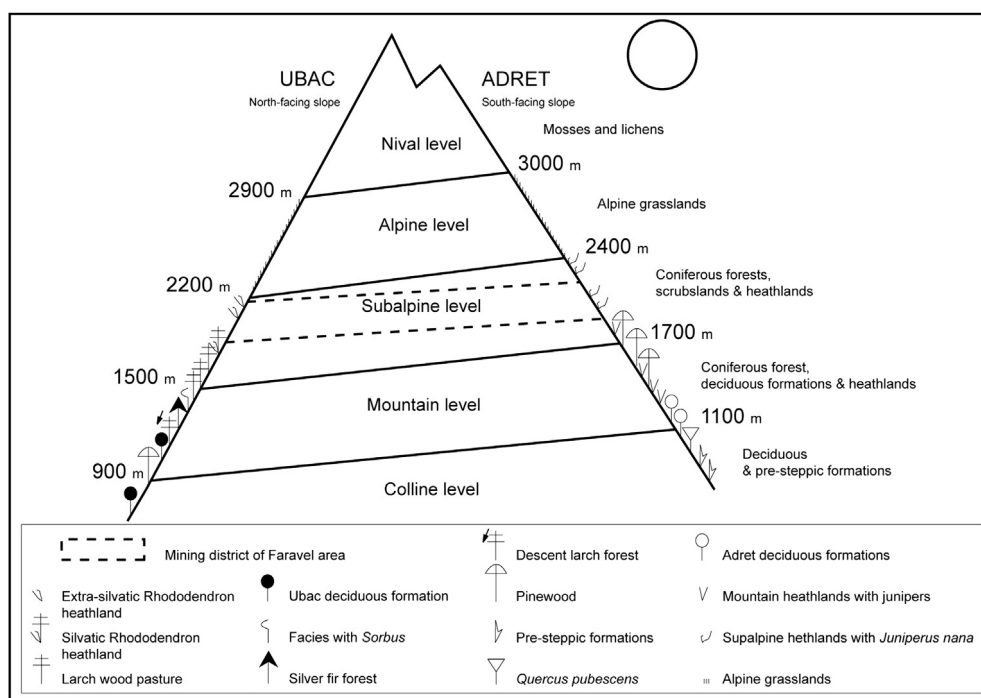 UBAC
North-facing slope
ADRET
South-facing slope
Mosses and lichens
Nival level
3000 m
2900 m
Alpine grasslands
Alpine level
2400 m
2200 m
Coniferous forests,
scrubslands & heathlands
Subalpine level
1700 m
1500 m
Coniferous forest,
deciduous formations & heathlands
Mountain level
1100 m
900 m
Deciduous
& pre-steppic formations
Colline level
Mining district of Faravel area
Extra-silvatic Rhododendron
heathland
Silvatic Rhododendron
heathland
Larch wood pasture
Ubac deciduous formation
Facies with Sorbus
Silver fir forest
Descent larch forest
Pinewood
Pre-steppic formations
Quercus pubescens
Adret deciduous formations
Mountain heathlands with junipers
Supalpine hethlands with Juniperus nana
Alpine grasslands